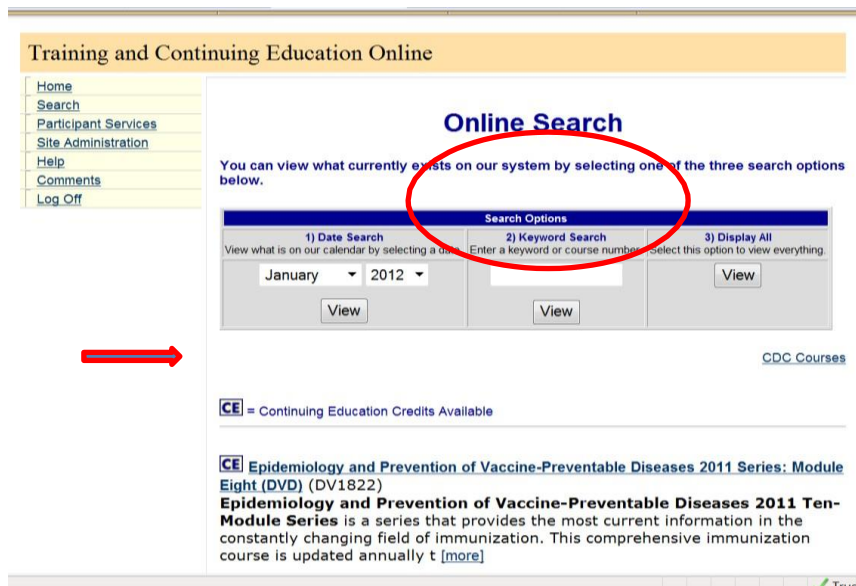 Training and Continuing Education Online
Home
Search
Participant Services
Site Administration
Help
Comments
Log Off
Online Search
You can view what currently exists on our system by selecting one of the three search options
below.
Search Options
1) Date Search
View what is on our calendar by selecting a date.
January 2012
View
2) Keyword Search
Enter a keyword or course number.
View
3) Display All
Select this option to view everything.
View
CDC Courses
CE = Continuing Education Credits Available
CE Epidemiology and Prevention of Vaccine-Preventable Diseases 2011 Series: Module
Eight (DVD) (DV1822)
Epidemiology and Prevention of Vaccine-Preventable Diseases 2011 Ten-
Module Series is a series that provides the most current information in the
constantly changing field of immunization. This comprehensive immunization
course is updated annually t [more]